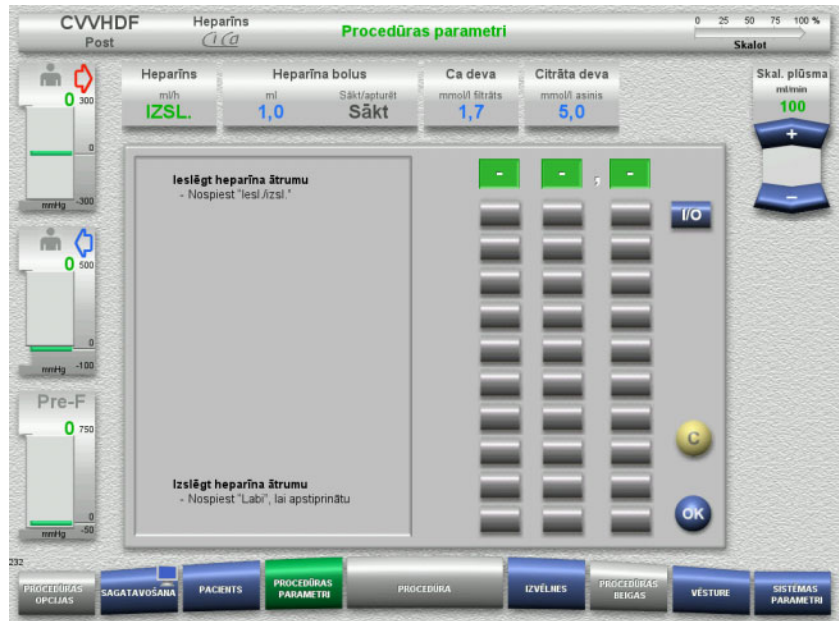 CVVHDF
Post
Heparīns
CiCa
Procedūras parametri
0 25 50 75 100 %
Skalot
Heparīns
ml/h
IZSL.
Heparīna bolus
ml
1,0
Sākt/apturēt
Sākt
Ca deva
mmol/l filtrāts
1,7
Citrāta deva
mmol/l asinis
5,0
Skal. plūsma
ml/min
100
+
–
0
300
0
mmHg -300
0
500
0
mmHg -100
Pre-F
0
750
0
mmHg -50
Ieslēgt heparīna ātrumu
- Nospiest "Iesl./izsl."
Izslēgt heparīna ātrumu
- Nospiest "Labi", lai apstiprinātu
- - , -
I/O
C
OK
232
PROCEDŪRAS
OPCIJAS
SAGATAVOŠANA
PACIENTS
PROCEDŪRAS
PARAMETRI
PROCEDŪRA
IZVĒLNES
PROCEDŪRAS
BEIGAS
VĒSTURE
SISTĒMAS
PARAMETRI